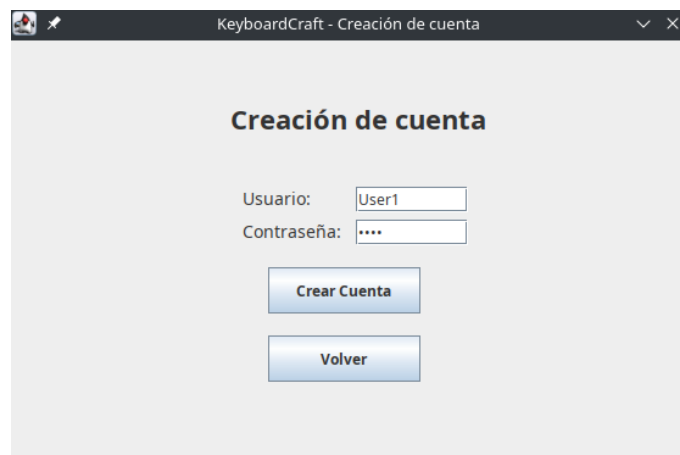 KeyboardCraft - Creación de cuenta
Creación de cuenta
Usuario: User1
Contraseña: ••••
Crear Cuenta
Volver